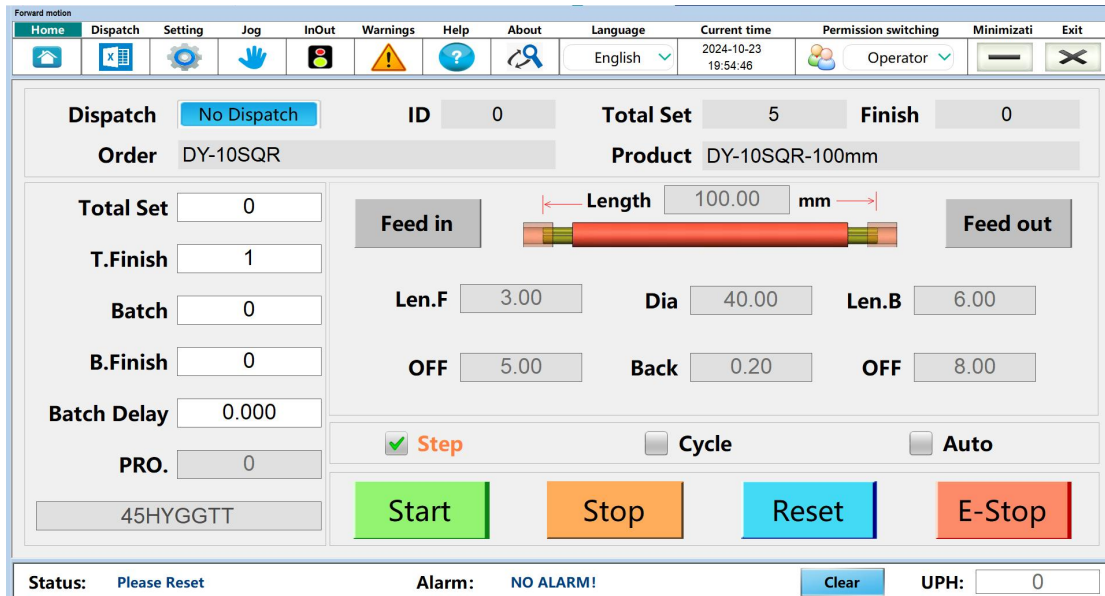 Forward motion
Home Dispatch Setting Jog InOut Warnings Help About Language Current time Permission switching Minimizati Exit
English 2024-10-23 19:54:46 Operator
Dispatch No Dispatch ID 0 Total Set 5 Finish 0
Order DY-10SQR Product DY-10SQR-100mm
Total Set 0
T.Finish 1
Batch 0
B.Finish 0
Batch Delay 0.000
PRO. 0
45HYGGTT
Feed in Length 100.00 mm Feed out
Len.F 3.00 Dia 40.00 Len.B 6.00
OFF 5.00 Back 0.20 OFF 8.00
Step Cycle Auto
Start Stop Reset E-Stop
Status: Please Reset Alarm: NO ALARM! Clear UPH: 0